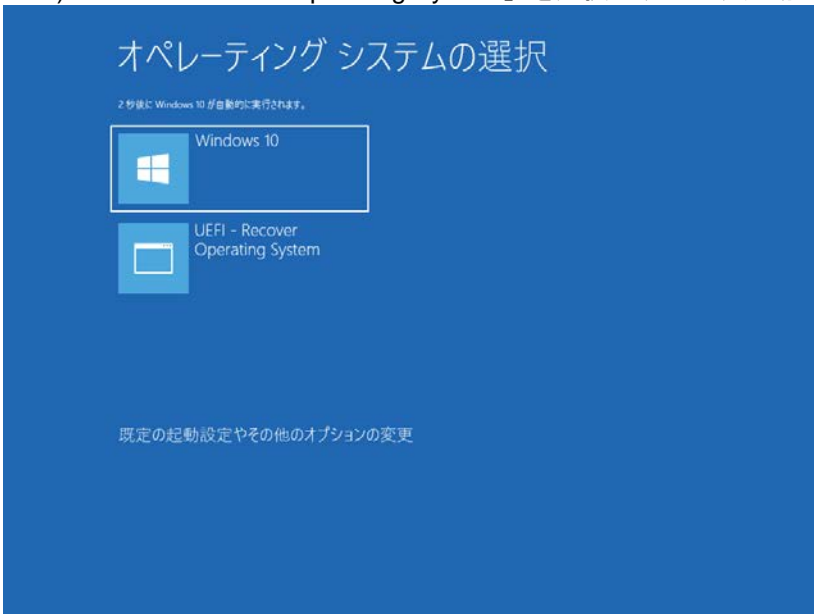 オペレーティング システムの選択
2 秒後に Windows 10 が自動的に実行されます。
Windows 10
UEFI - Recover
Operating System
既定の起動設定やその他のオプションの変更